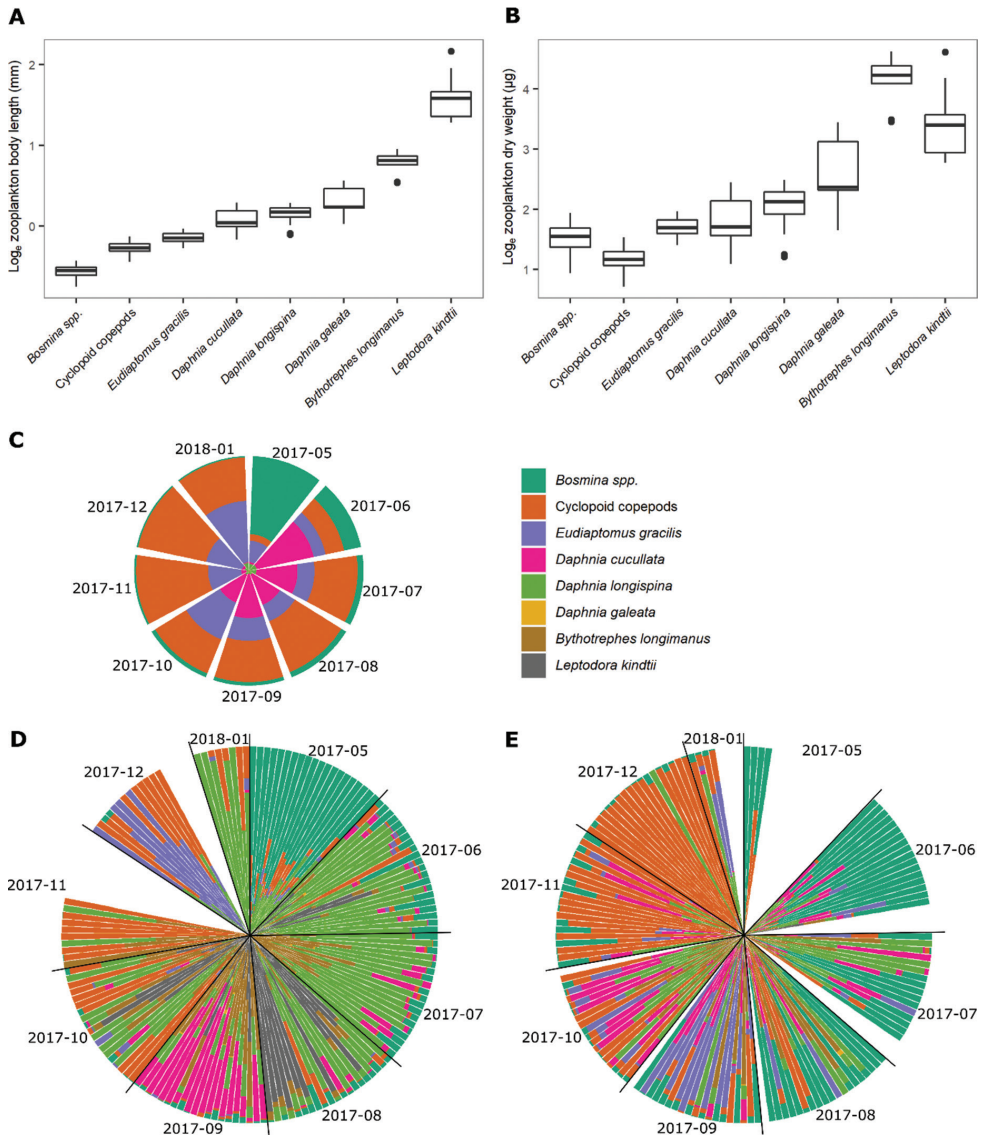 A
B
Log_e zooplankton body length (mm)
2
1
0
Bosmina spp.
Cyclopoid copepods
Eudiaptomus gracilis
Daphnia cucullata
Daphnia longispina
Daphnia galeata
Bythotrephes longimanus
Leptodora kindtii
Log_e zooplankton dry weight (µg)
4
3
2
1
Bosmina spp.
Cyclopoid copepods
Eudiaptomus gracilis
Daphnia cucullata
Daphnia longispina
Daphnia galeata
Bythotrephes longimanus
Leptodora kindtii
C
2018-01
2017-05
2017-12
2017-06
2017-11
2017-07
2017-10
2017-08
2017-09
Bosmina spp.
Cyclopoid copepods
Eudiaptomus gracilis
Daphnia cucullata
Daphnia longispina
Daphnia galeata
Bythotrephes longimanus
Leptodora kindtii
D
2018-01
2017-05
2017-12
2017-06
2017-11
2017-07
2017-10
2017-08
2017-09
E
2018-01
2017-05
2017-12
2017-06
2017-11
2017-07
2017-10
2017-08
2017-09